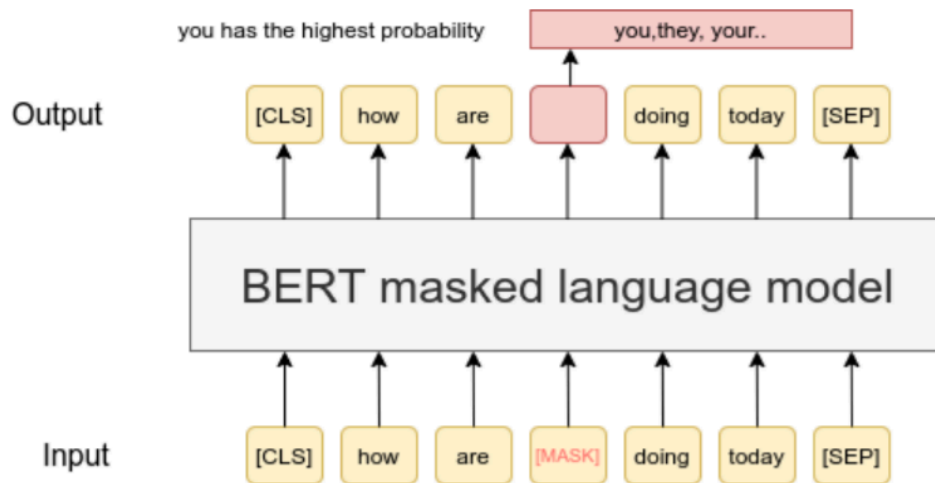 you has the highest probability
you,they, your..
Output
[CLS] how are doing today [SEP]
BERT masked language model
Input
[CLS] how are [MASK] doing today [SEP]